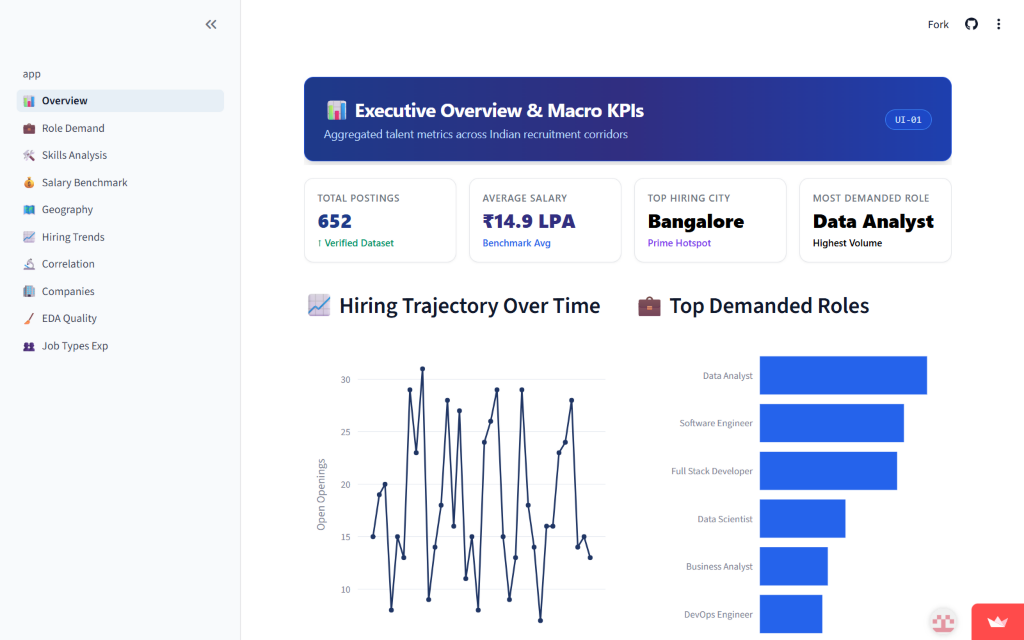 Fork
app
Overview
Role Demand
Skills Analysis
Salary Benchmark
Geography
Hiring Trends
Correlation
Companies
EDA Quality
Job Types Exp
Executive Overview & Macro KPIs
Aggregated talent metrics across Indian recruitment corridors
UI-01
TOTAL POSTINGS
652
↑ Verified Dataset
AVERAGE SALARY
₹14.9 LPA
Benchmark Avg
TOP HIRING CITY
Bangalore
Prime Hotspot
MOST DEMANDED ROLE
Data Analyst
Highest Volume
Hiring Trajectory Over Time
Open Openings
30
25
20
15
10
Top Demanded Roles
Data Analyst
Software Engineer
Full Stack Developer
Data Scientist
Business Analyst
DevOps Engineer